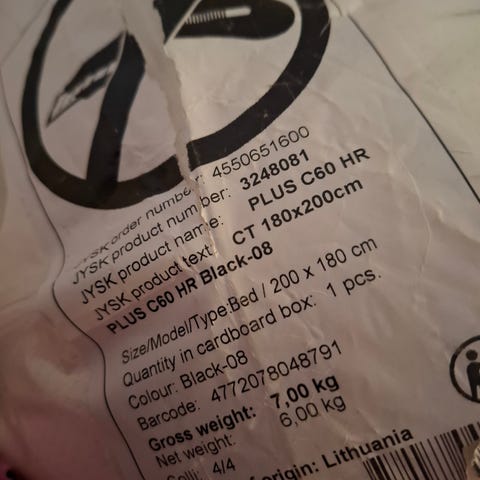 JYSK order number: 4550651600
JYSK product number: 3248081
JYSK product name: PLUS C60 HR
JYSK product text: CT 180x200cm
PLUS C60 HR Black-08
Size/Model/Type:Bed / 200 x 180 cm
Quantity in cardboard box: 1 pcs.
Colour: Black-08
Barcode: 4772078048791
Gross weight: 7,00 kg
Net weight: 6,00 kg
Colli: 4/4
of origin: Lithuania